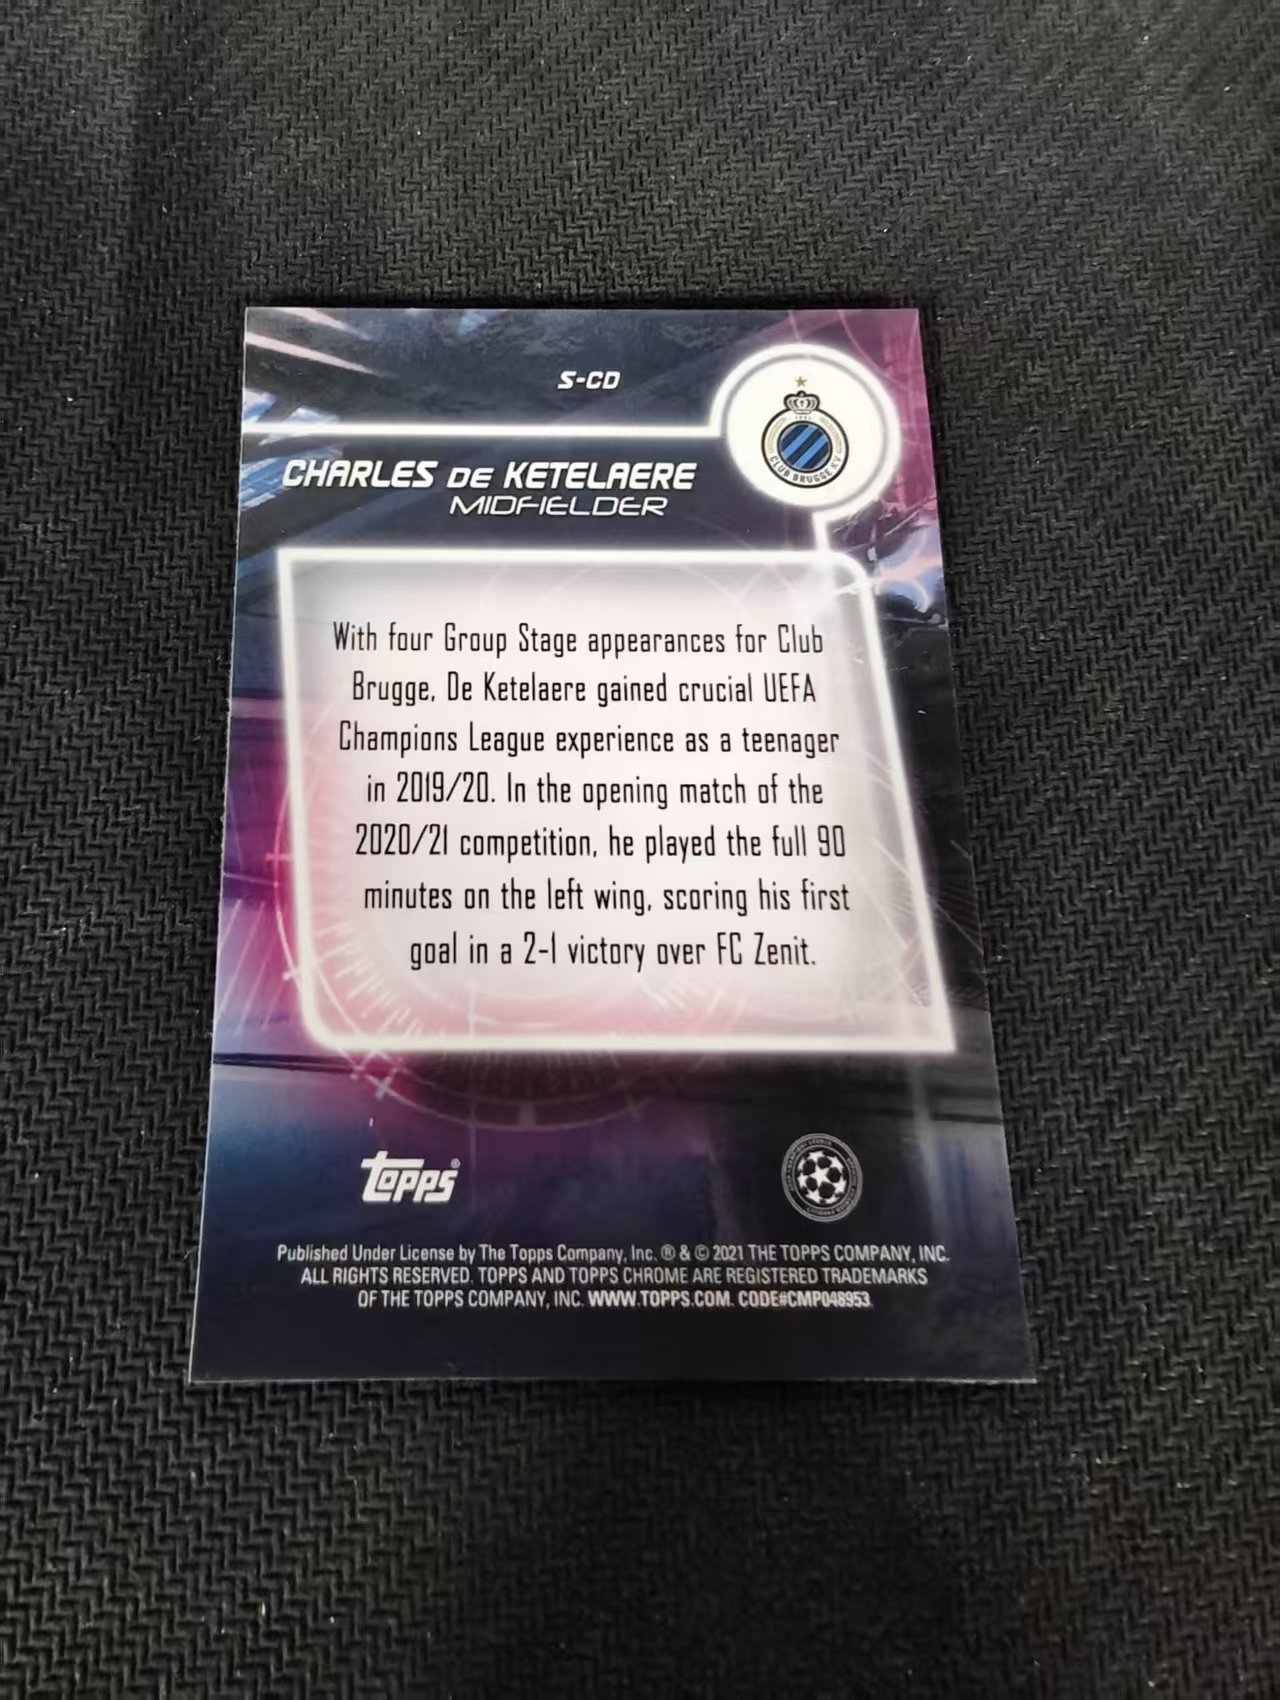 S-CD
CLUB BRUGGE K.V.
CHARLES DE KETELAERE
MIDFIELDER
With four Group Stage appearances for Club
Brugge, De Ketelaere gained crucial UEFA
Champions League experience as a teenager
in 2019/20. In the opening match of the
2020/21 competition, he played the full 90
minutes on the left wing, scoring his first
goal in a 2-1 victory over FC Zenit.
TOPPS®
Published Under License by The Topps Company, Inc. ® & © 2021 THE TOPPS COMPANY, INC.
ALL RIGHTS RESERVED. TOPPS AND TOPPS CHROME ARE REGISTERED TRADEMARKS
OF THE TOPPS COMPANY, INC. WWW.TOPPS.COM. CODE#CMP048953